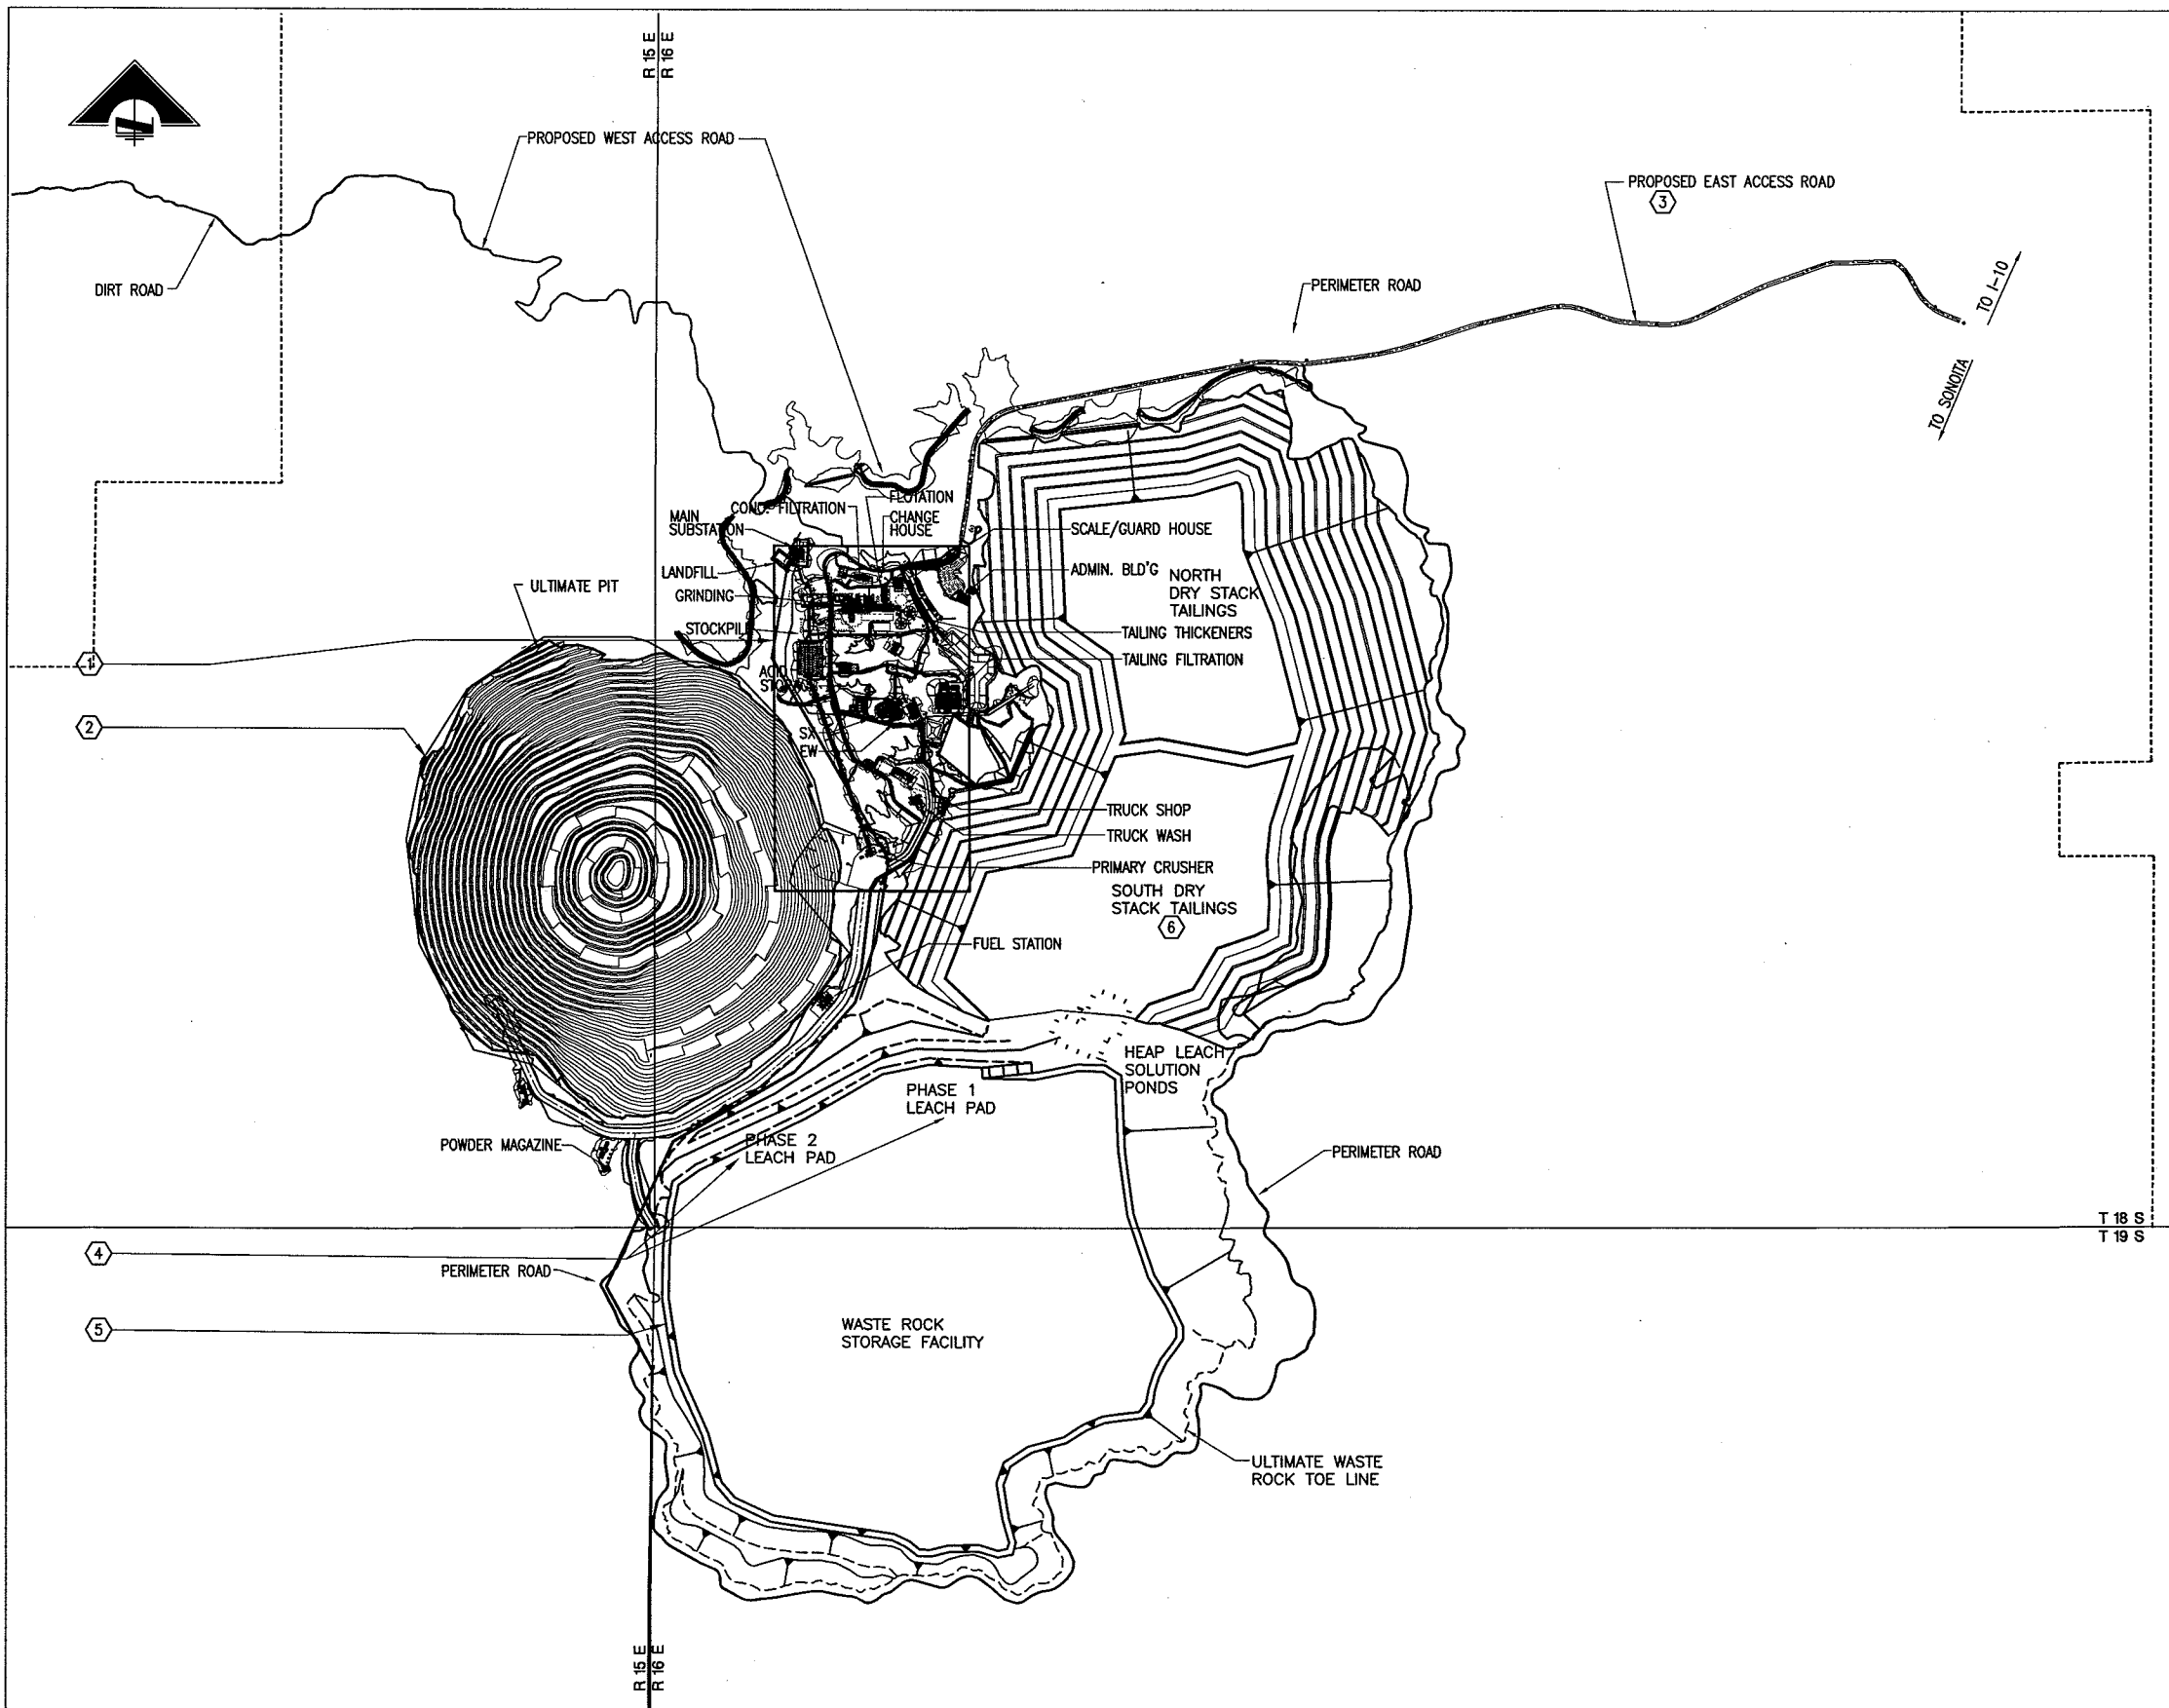 R 15 E
R 16 E
PROPOSED WEST ACCESS ROAD
PROPOSED EAST ACCESS ROAD
3
DIRT ROAD
PERIMETER ROAD
TO I-10
TO SONOITA
FLOTATION
CONC. FILTRATION
CHANGE
HOUSE
MAIN
SUBSTATION
SCALE/GUARD HOUSE
LANDFILL
ADMIN. BLD'G
NORTH
DRY STACK
TAILINGS
GRINDING
ULTIMATE PIT
STOCKPILE
TAILING THICKENERS
1
TAILING FILTRATION
ACID
STORAGE
2
SX
EW
TRUCK SHOP
TRUCK WASH
PRIMARY CRUSHER
SOUTH DRY
STACK TAILINGS
6
FUEL STATION
HEAP LEACH
SOLUTION
PONDS
PHASE 1
LEACH PAD
PHASE 2
LEACH PAD
POWDER MAGAZINE
PERIMETER ROAD
T 18 S
T 19 S
4
PERIMETER ROAD
5
WASTE ROCK
STORAGE FACILITY
ULTIMATE WASTE
ROCK TOE LINE
R 15 E
R 16 E